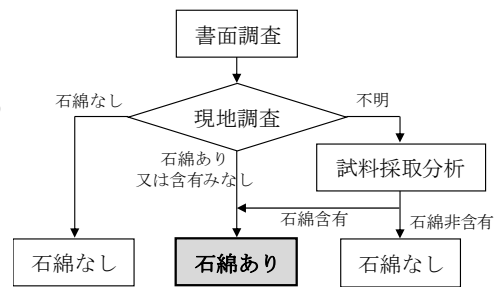 書面調査
石綿なし
現地調査
不明
石綿あり
又は含有みなし
試料採取分析
石綿含有
石綿非含有
石綿なし
石綿あり
石綿なし